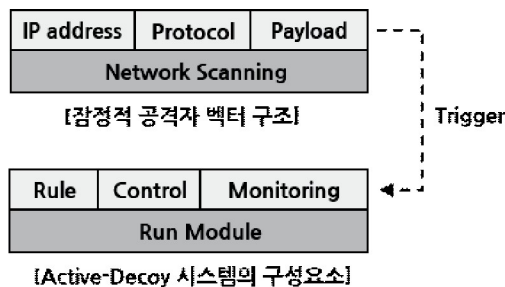 IP address Protocol Payload
Network Scanning
[잠정적 공격자 벡터 구조]
Trigger
Rule Control Monitoring
Run Module
[Active-Decoy 시스템의 구성요소]